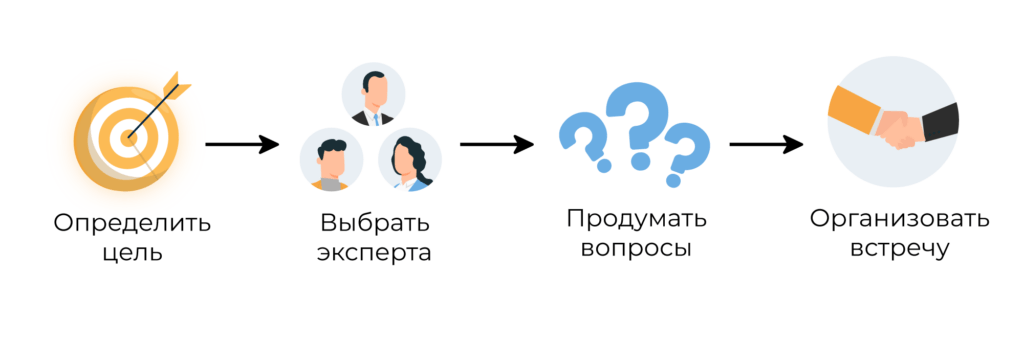 Определить
цель
Выбрать
эксперта
Продумать
вопросы
Организовать
встречу